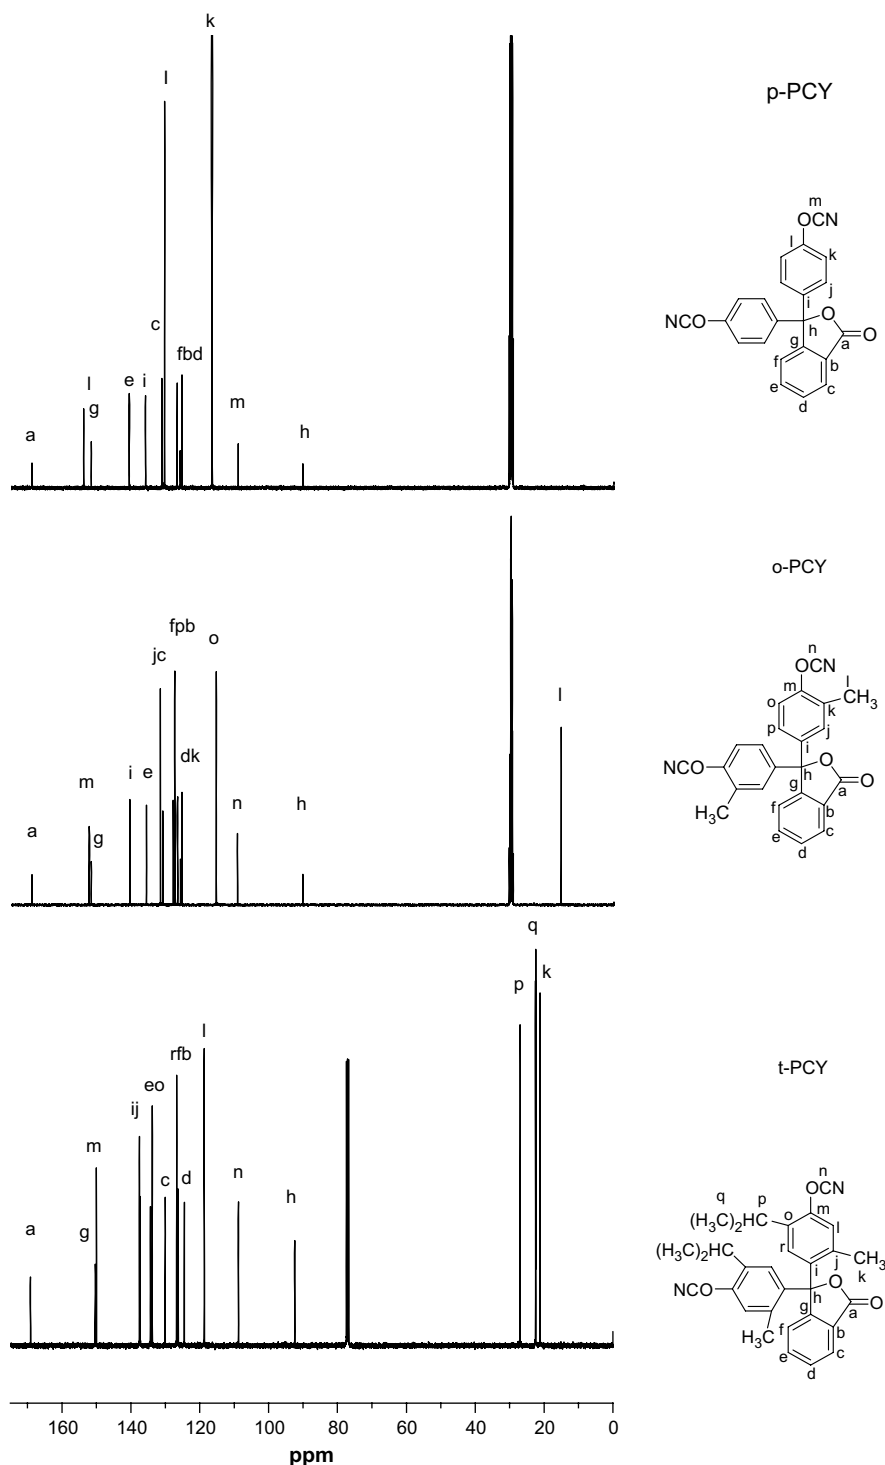 k
l
p-PCY
m
OCN
l
k
j
i
c
NCO
O
O
h
g
a
fbd
f
b
l
e i
e
c
g
d
m
a
h
o-PCY
fpb
n
o
OCN
jc
m
l
o
CH3
k
l
p
j
i
dk
NCO
O
O
m
h
i e
g
a
n
H3C
f
b
h
g
e
c
a
d
q
k
p
l
t-PCY
rfb
eo
ij
n
q
p
OCN
m
c d
m
n
(H3C)2HC
o
l
h
r
j
g
(H3C)2HC
i
CH3
a
k
NCO
O
O
h
g
a
CH3
f
b
e
c
d
160 140 120 100 80 60 40 20 0
ppm